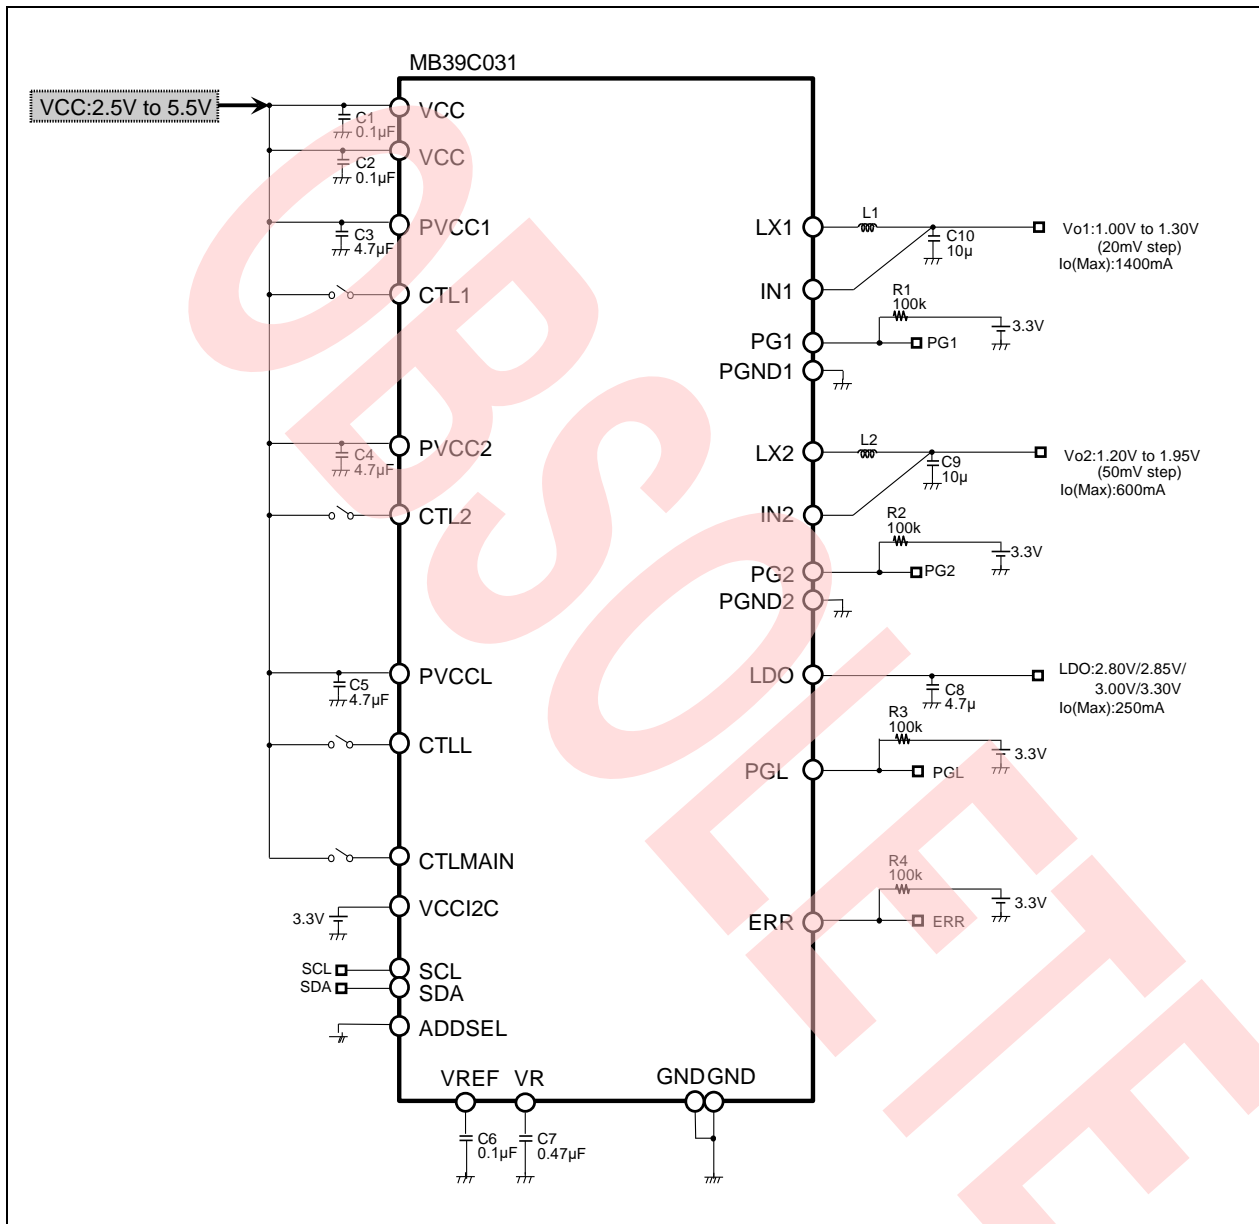 MB39C031
VCC:2.5V to 5.5V
VCC
C1
0.1µF
VCC
C2
0.1µF
PVCC1
C3
4.7µF
CTL1
PVCC2
C4
4.7µF
CTL2
PVCCL
C5
4.7µF
CTLL
CTLMAIN
VCCI2C
3.3V
SCL
SCL
SDA
SDA
ADDSEL
VREF
VR
GND
GND
C6
0.1µF
C7
0.47µF
LX1
L1
C10
10µ
Vo1:1.00V to 1.30V
(20mV step)
Io(Max):1400mA
IN1
R1
100k
3.3V
PG1
PG1
PGND1
LX2
L2
C9
10µ
Vo2:1.20V to 1.95V
(50mV step)
Io(Max):600mA
IN2
R2
100k
3.3V
PG2
PG2
PGND2
LDO
C8
4.7µ
LDO:2.80V/2.85V/
3.00V/3.30V
Io(Max):250mA
R3
100k
3.3V
PGL
PGL
R4
100k
3.3V
ERR
ERR
OBSOLETE